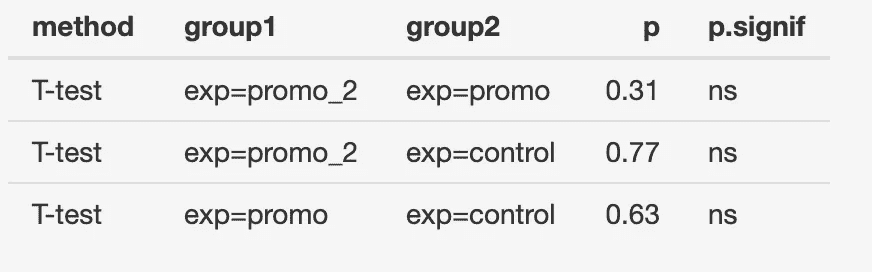 method group1 group2 p p.signif
T-test exp=promo_2 exp=promo 0.31 ns
T-test exp=promo_2 exp=control 0.77 ns
T-test exp=promo exp=control 0.63 ns